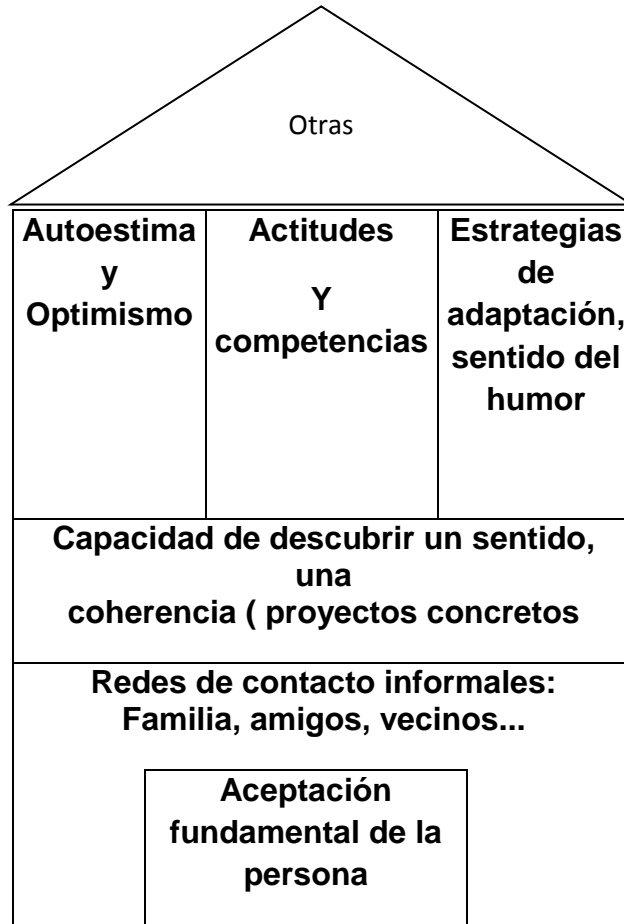 Otras
Autoestima
y
Optimismo
Actitudes
Y
competencias
Estrategias
de
adaptación,
sentido del
humor
Capacidad de descubrir un sentido,
una
coherencia ( proyectos concretos
Redes de contacto informales:
Familia, amigos, vecinos...
Aceptación
fundamental de la
persona